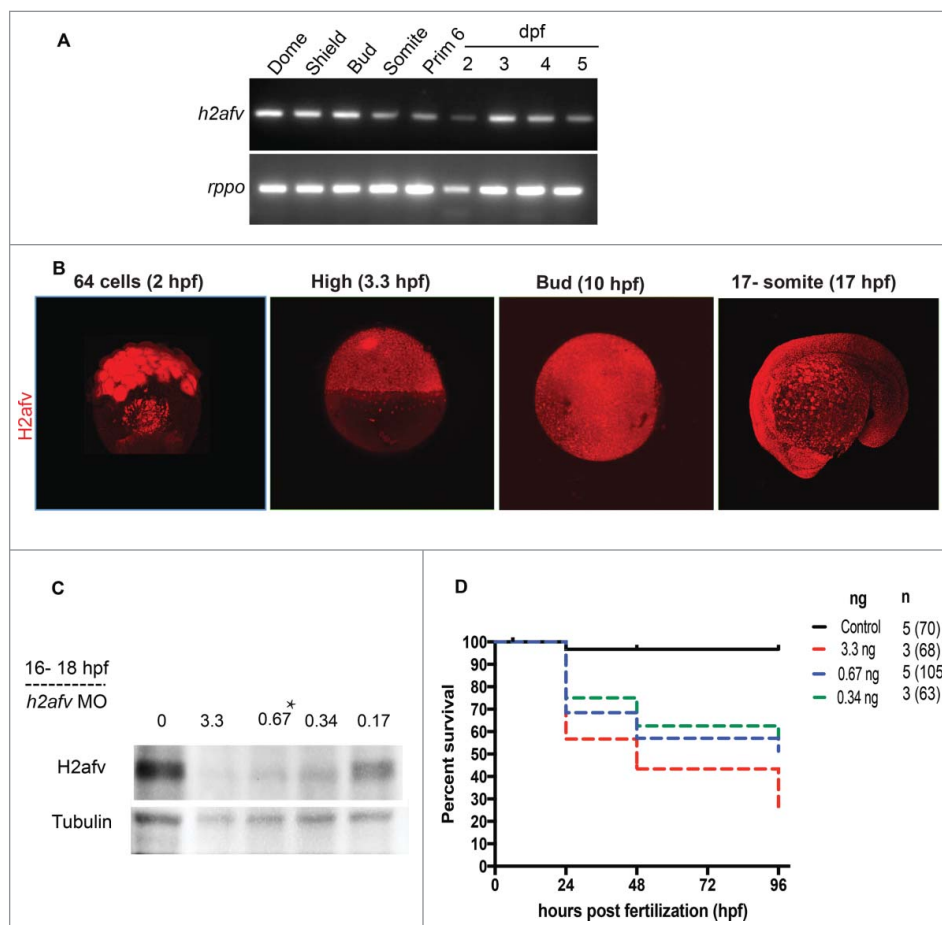 A
Dome Shield Bud Somite Prim 6 dpf
2 3 4 5
h2afv
rppo
B
64 cells (2 hpf) High (3.3 hpf) Bud (10 hpf) 17- somite (17 hpf)
H2afv
C
16- 18 hpf
h2afv MO
0 3.3 0.67* 0.34 0.17
H2afv
Tubulin
D
ng n
Control 5 (70)
3.3 ng 3 (68)
0.67 ng 5 (105)
0.34 ng 3 (63)
Percent survival
100
90
80
70
60
50
40
30
20
10
0
0 24 48 72 96
hours post fertilization (hpf)